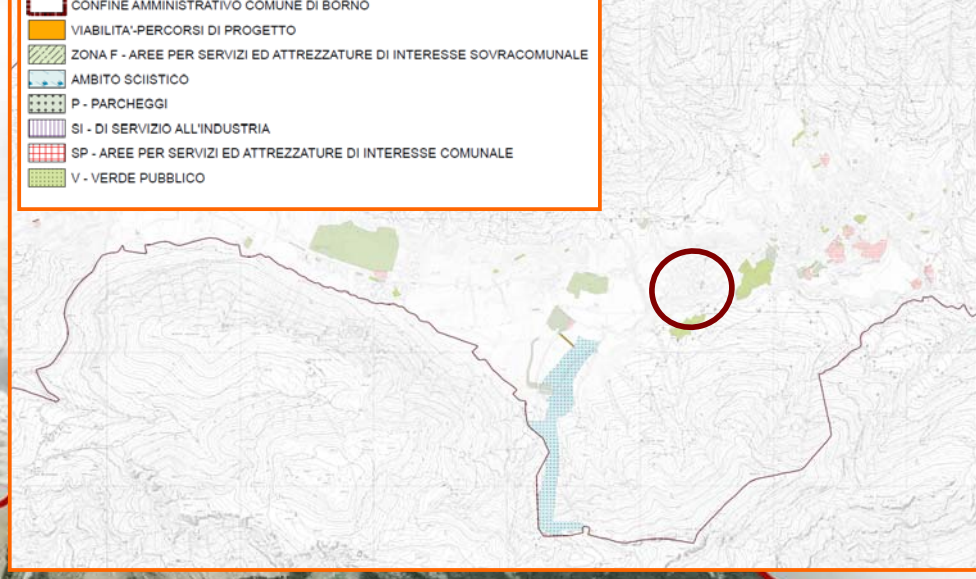 CONFINE AMMINISTRATIVO COMUNE DI BORNO
VIABILITA'-PERCORSI DI PROGETTO
ZONA F - AREE PER SERVIZI ED ATTREZZATURE DI INTERESSE SOVRACOMUNALE
AMBITO SCIISTICO
P - PARCHEGGI
SI - DI SERVIZIO ALL'INDUSTRIA
SP - AREE PER SERVIZI ED ATTREZZATURE DI INTERESSE COMUNALE
V - VERDE PUBBLICO